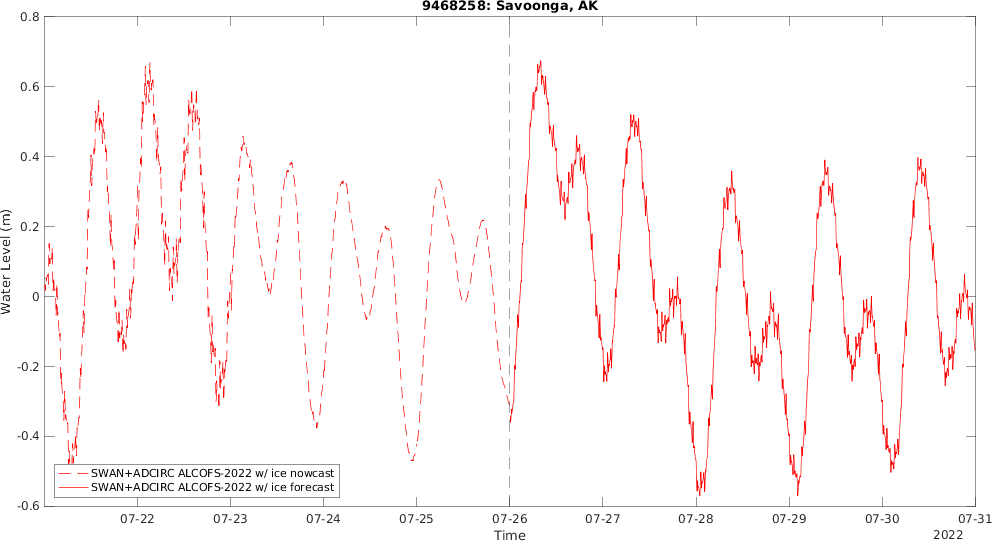 9468258: Savoonga, AK
Water Level (m)
0.8
0.6
0.4
0.2
0
-0.2
-0.4
-0.6
SWAN+ADCIRC ALCOFS-2022 w/ ice nowcast
SWAN+ADCIRC ALCOFS-2022 w/ ice forecast
07-22 07-23 07-24 07-25 07-26 07-27 07-28 07-29 07-30 07-31
Time
2022